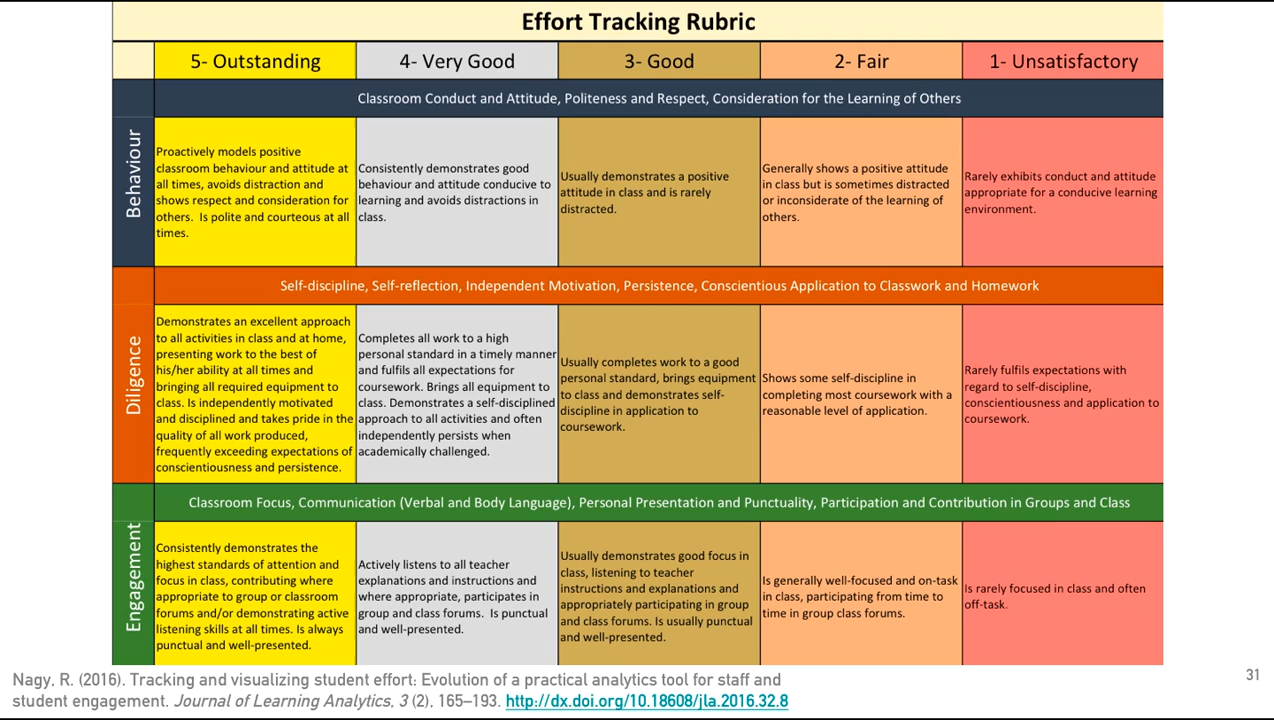 Effort Tracking Rubric
5- Outstanding
4- Very Good
3- Good
2- Fair
1- Unsatisfactory
Behaviour
Classroom Conduct and Attitude, Politeness and Respect, Consideration for the Learning of Others
Proactively models positive
classroom behaviour and attitude at
all times, avoids distraction and
shows respect and consideration for
others. Is polite and courteous at all
times.
Consistently demonstrates good
behaviour and attitude conducive to
learning and avoids distractions in
class.
Usually demonstrates a positive
attitude in class and is rarely
distracted.
Generally shows a positive attitude
in class but is sometimes distracted
or inconsiderate of the learning of
others.
Rarely exhibits conduct and attitude
appropriate for a conducive learning
environment.
Diligence
Self-discipline, Self-reflection, Independent Motivation, Persistence, Conscientious Application to Classwork and Homework
Demonstrates an excellent approach
to all activities in class and at home,
presenting work to the best of
his/her ability at all times and
bringing all required equipment to
class. Is independently motivated
and disciplined and takes pride in the
quality of all work produced,
frequently exceeding expectations of
conscientiousness and persistence.
Completes all work to a high
personal standard in a timely manner
and fulfils all expectations for
coursework. Brings all equipment to
class. Demonstrates a self-disciplined
approach to all activities and often
independently persists when
academically challenged.
Usually completes work to a good
personal standard, brings equipment
to class and demonstrates self-
discipline in application to
coursework.
Shows some self-discipline in
completing most coursework with a
reasonable level of application.
Rarely fulfils expectations with
regard to self-discipline,
conscientiousness and application to
coursework.
Engagement
Classroom Focus, Communication (Verbal and Body Language), Personal Presentation and Punctuality, Participation and Contribution in Groups and Class
Consistently demonstrates the
highest standards of attention and
focus in class, contributing where
appropriate to group or classroom
forums and/or demonstrating active
listening skills at all times. Is always
punctual and well-presented.
Actively listens to all teacher
explanations and instructions and
where appropriate, participates in
group and class forums. Is punctual
and well-presented.
Usually demonstrates good focus in
class, listening to teacher
instructions and explanations and
appropriately participating in group
and class forums. Is usually punctual
and well-presented.
Is generally well-focused and on-task
in class, participating from time to
time in group class forums.
Is rarely focused in class and often
off-task.
Nagy, R. (2016). Tracking and visualizing student effort: Evolution of a practical analytics tool for staff and
student engagement. Journal of Learning Analytics, 3 (2), 165–193. http://dx.doi.org/10.18608/jla.2016.32.8
31